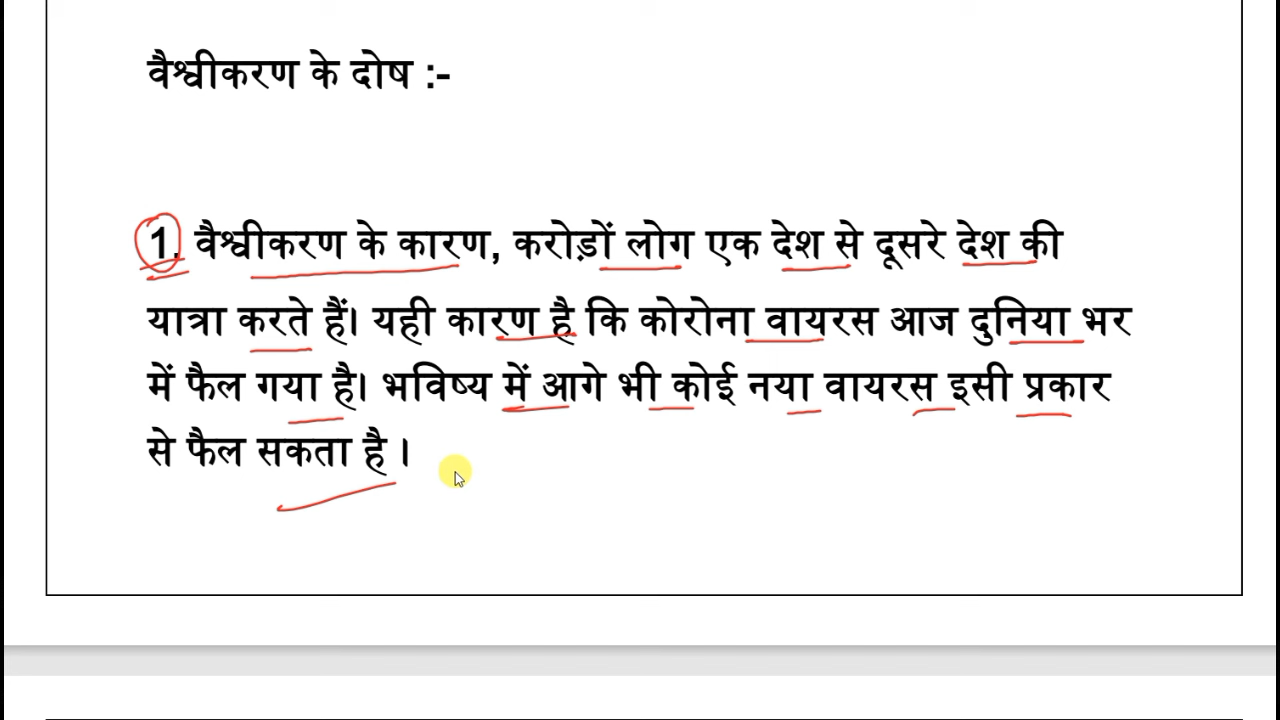 वैश्वीकरण के दोष :-
1. वैश्वीकरण के कारण, करोड़ों लोग एक देश से दूसरे देश की
यात्रा करते हैं। यही कारण है कि कोरोना वायरस आज दुनिया भर
में फैल गया है। भविष्य में आगे भी कोई नया वायरस इसी प्रकार
से फैल सकता है ।